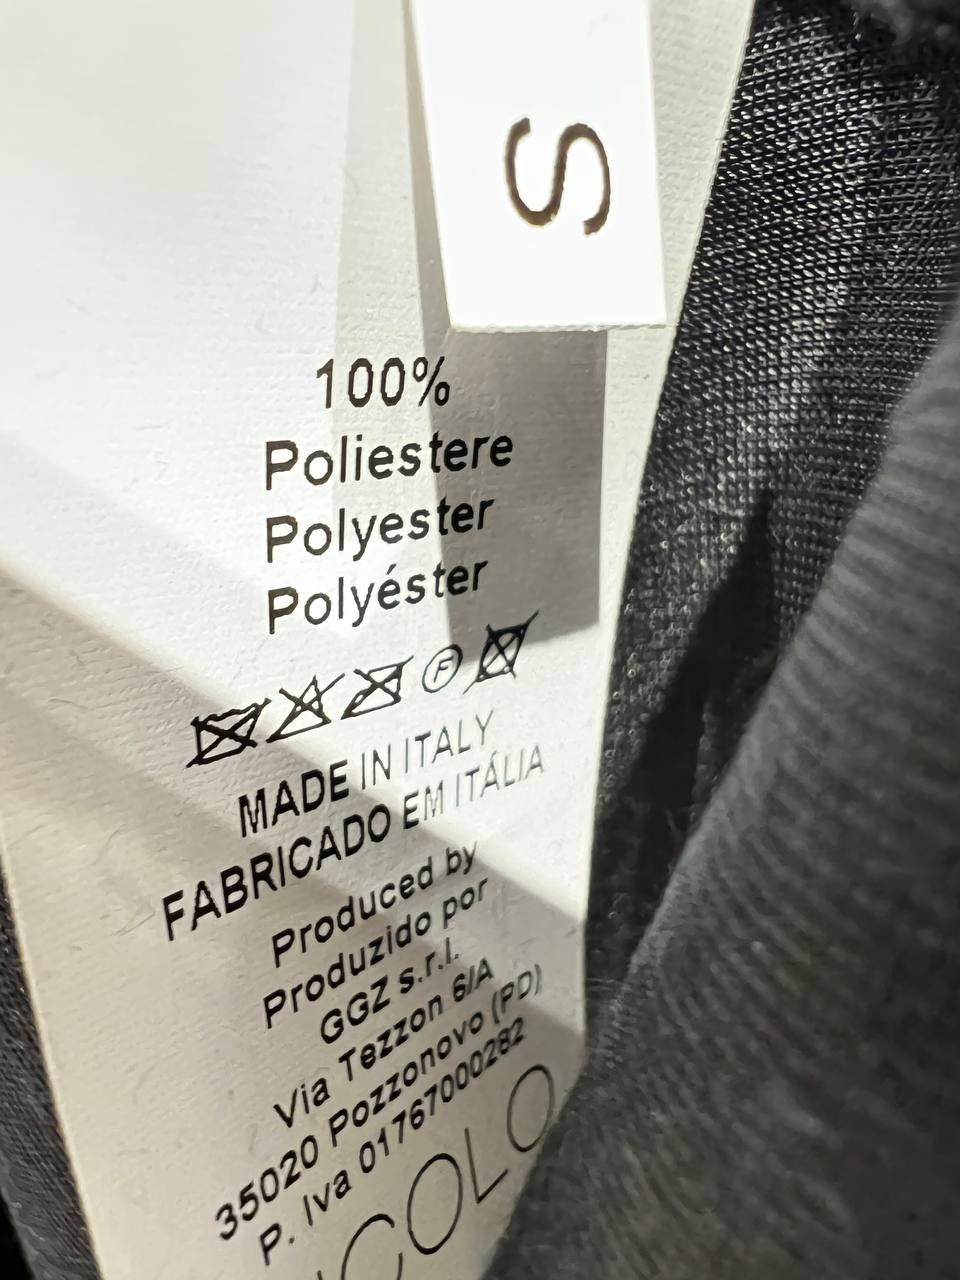 S
100%
Poliestere
Polyester
Polyéster
F
MADE IN ITALY
FABRICADO EM ITÁLIA
Produced by
Produzido por
GGZ s.r.l.
Via Tezzon 6/A
35020 Pozzonovo (PD)
P. Iva 01767000282
COLO